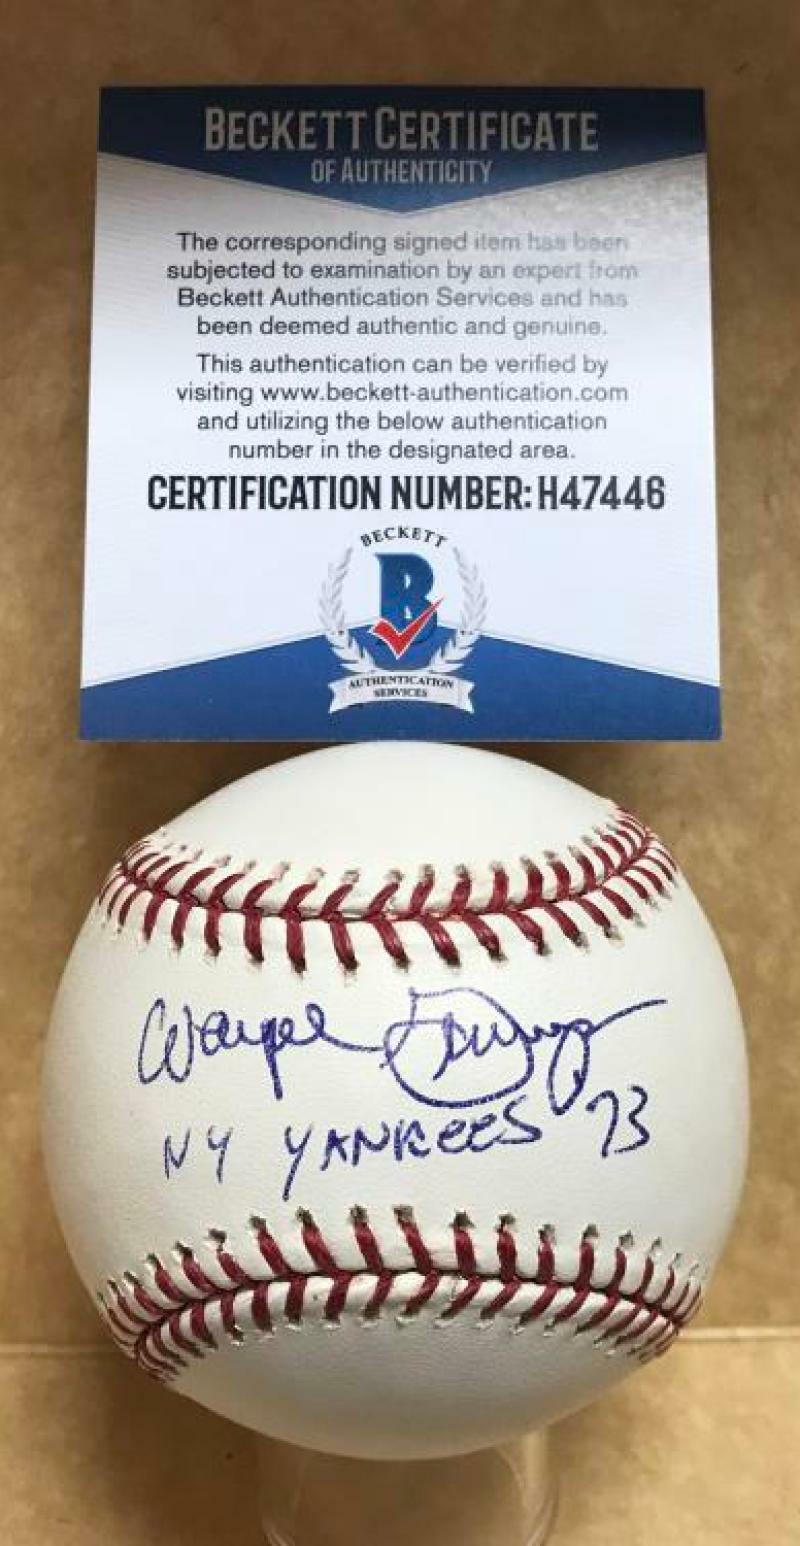 BECKETT CERTIFICATE
OF AUTHENTICITY
The corresponding signed item has been
subjected to examination by an expert from
Beckett Authentication Services and has
been deemed authentic and genuine.
This authentication can be verified by
visiting www.beckett-authentication.com
and utilizing the below authentication
number in the designated area.
CERTIFICATION NUMBER: H47446
BECKETT
B
AUTHENTICATION
SERVICES
Wayne
NY YANKEES '73